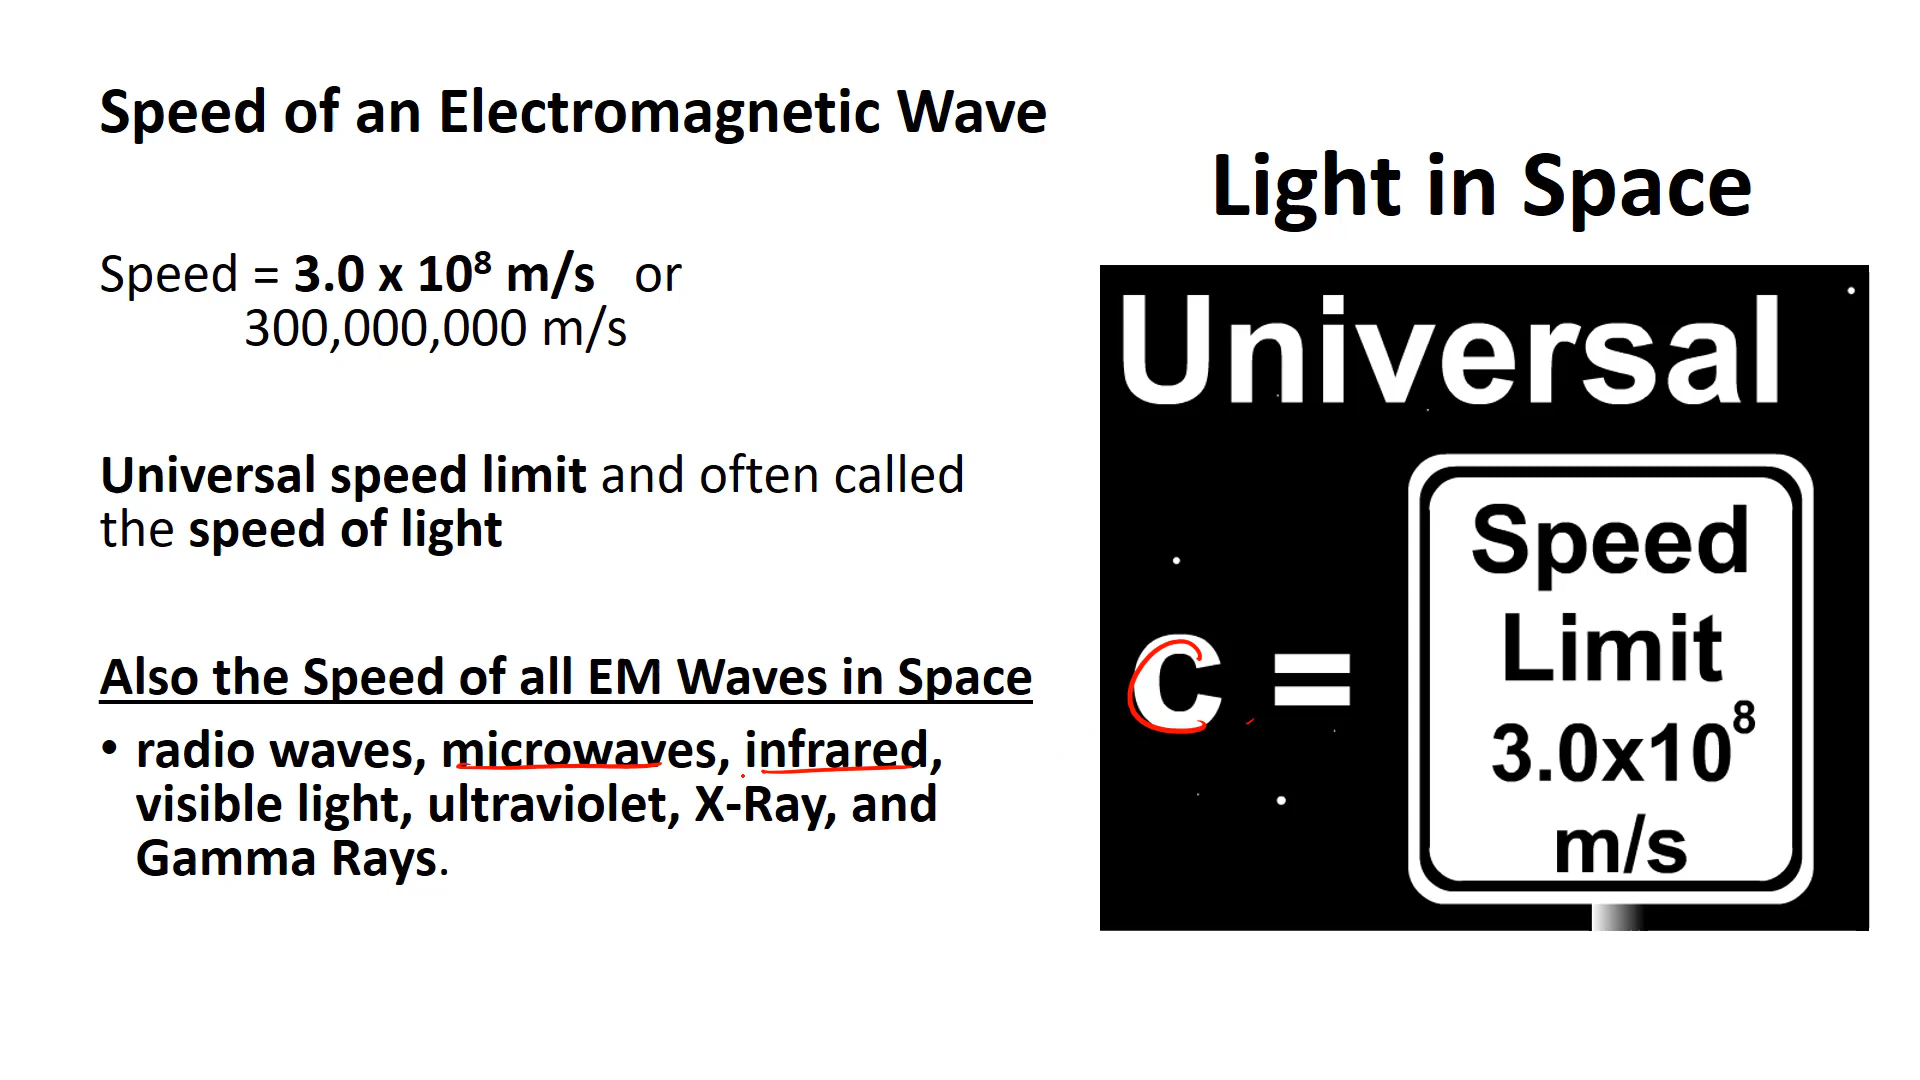 Speed of an Electromagnetic Wave
Speed = 3.0 x 10⁸ m/s or
300,000,000 m/s
Universal speed limit and often called
the speed of light
Also the Speed of all EM Waves in Space
• radio waves, microwaves, infrared,
visible light, ultraviolet, X-Ray, and
Gamma Rays.
Light in Space
Universal
c =
Speed
Limit
3.0x10⁸
m/s